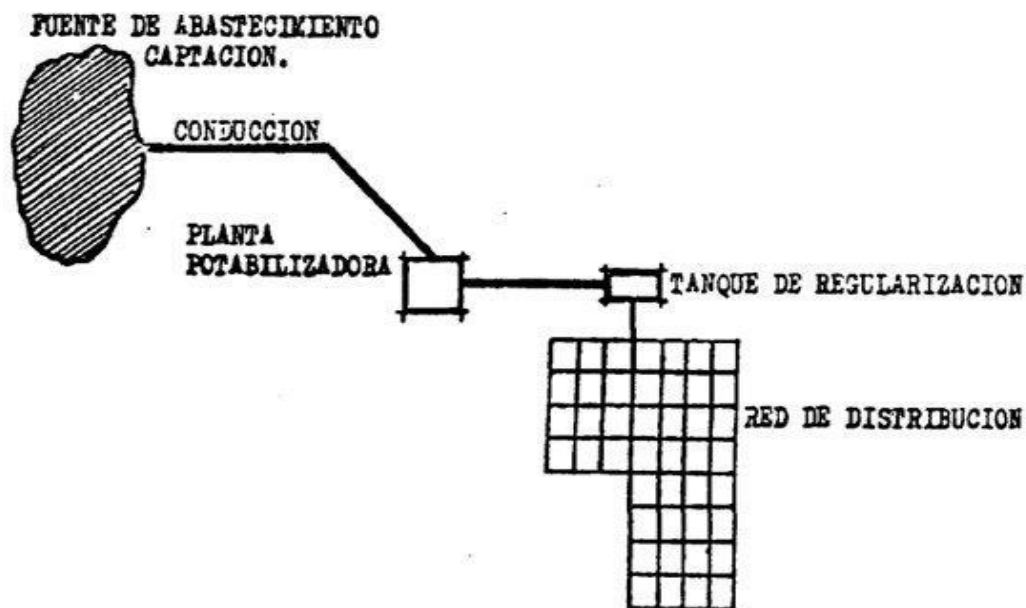 FUENTE DE ABASTECIMIENTO
CAPTACION.
CONDUCCION
PLANTA
POTABILIZADORA
TANQUE DE REGULARIZACION
RED DE DISTRIBUCION